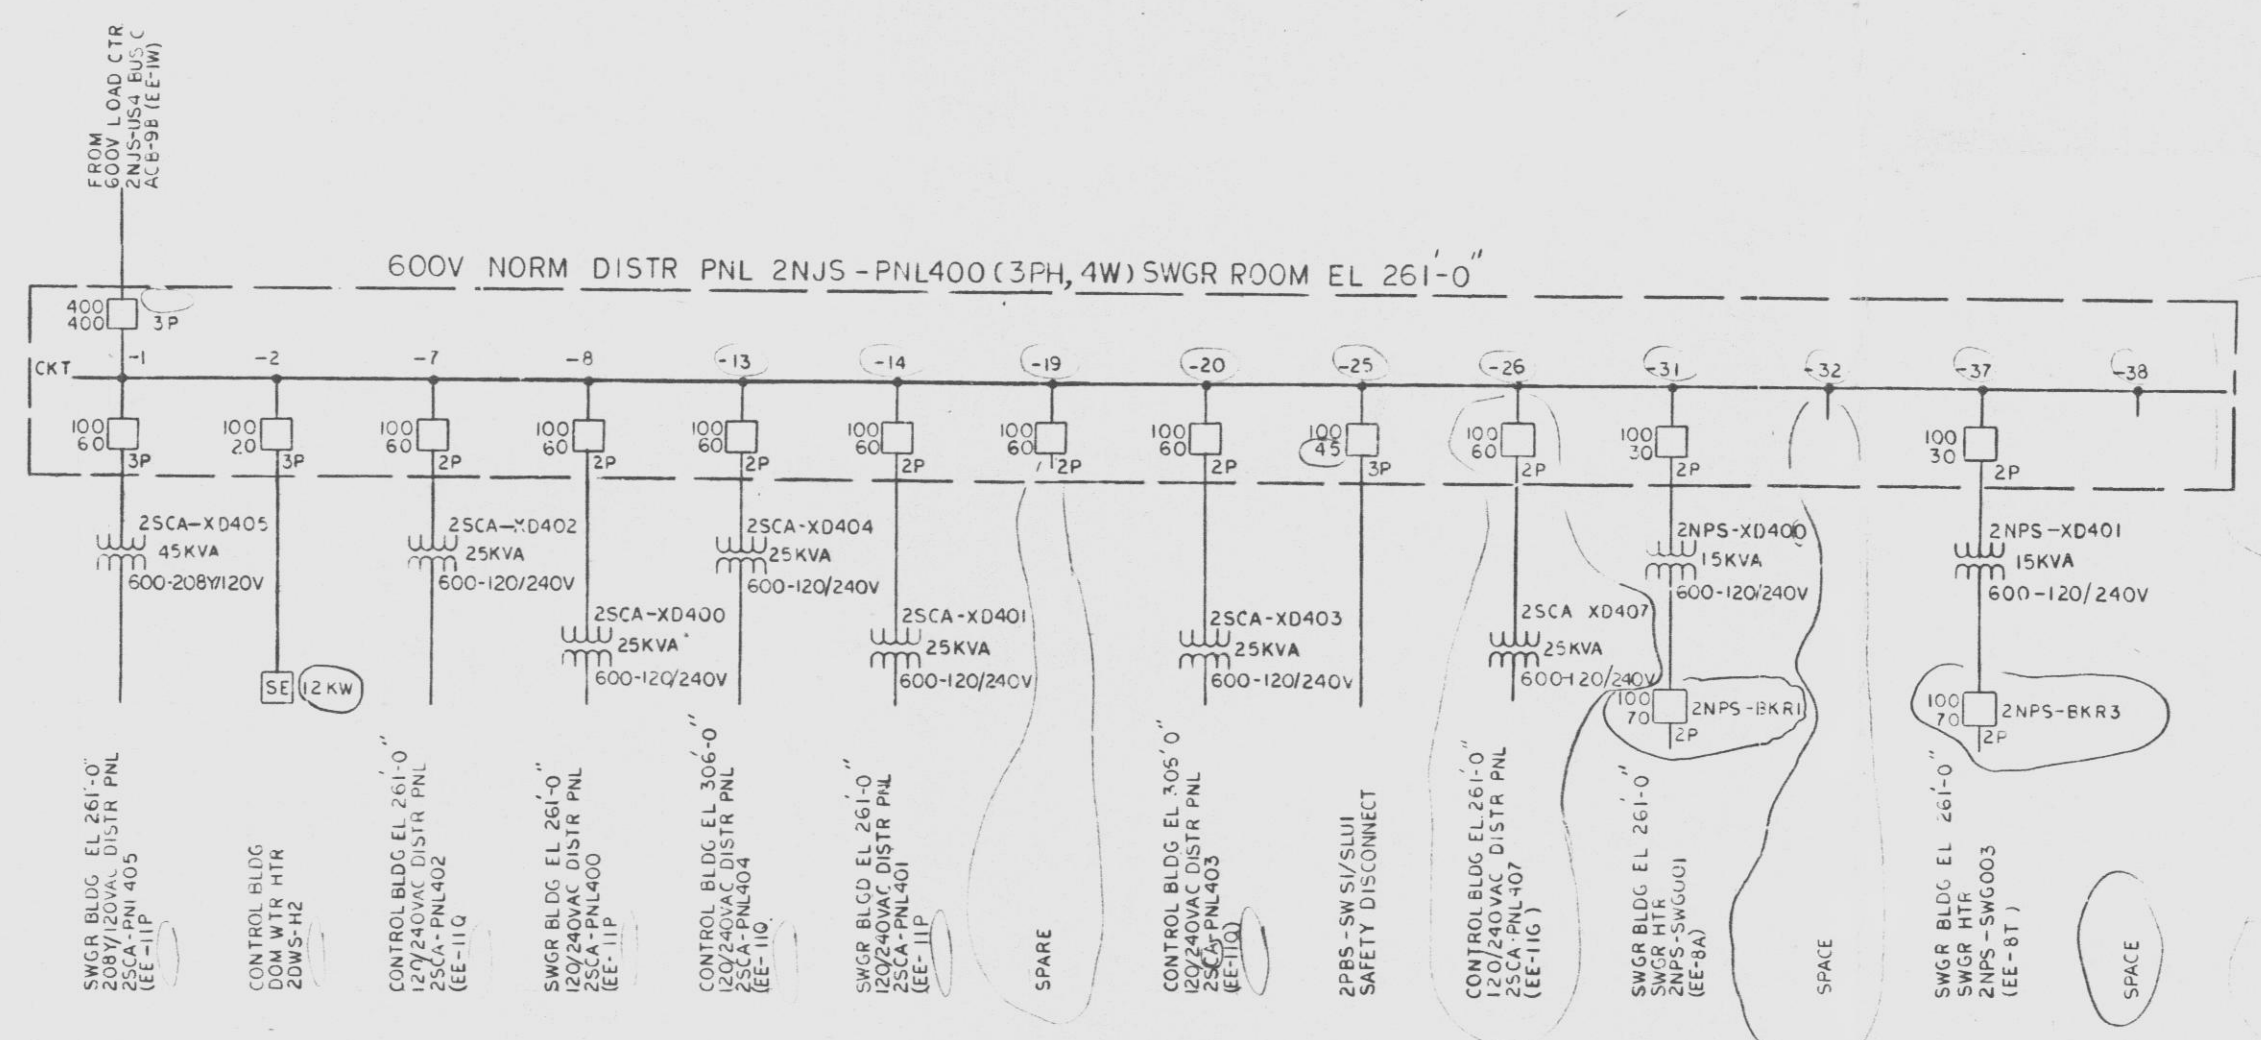 FROM
600V LOAD CTR
2NJS-US4 BUS C
ACB-9B (EE-1W)
600V NORM DISTR PNL 2NJS-PNL400 (3PH, 4W) SWGR ROOM EL 261'-0"
400
400
3P
CKT
-1
-2
-7
-8
-13
-14
-19
-20
-25
-26
-31
-32
-37
-38
100
60
3P
100
20
3P
100
60
2P
100
60
2P
100
60
2P
100
60
2P
100
60
2P
100
60
2P
100
45
3P
100
60
2P
100
30
2P
100
30
2P
2SCA-XD405
45KVA
600-208Y/120V
SE
12KW
2SCA-XD402
25KVA
600-120/240V
2SCA-XD400
25KVA
600-120/240V
2SCA-XD404
25KVA
600-120/240V
2SCA-XD401
25KVA
600-120/240V
2SCA-XD403
25KVA
600-120/240V
2SCA XD407
25KVA
600-120/240V
2NPS-XD400
15KVA
600-120/240V
100
70
2NPS-BKR1
2P
2NPS-XD401
15KVA
600-120/240V
100
70
2NPS-BKR3
2P
SWGR BLDG EL 261'-0"
208Y/120VAC DISTR PNL
2SCA-PNL405
(EE-11P
CONTROL BLDG
DOM WTR HTR
2DWS-H2
CONTROL BLDG EL 261'-0"
120/240VAC DISTR PNL
2SCA-PNL402
(EE-11Q
SWGR BLDG EL 261'-0"
120/240VAC DISTR PNL
2SCA-PNL400
(EE-11P
CONTROL BLDG EL 306'-0"
120/240VAC DISTR PNL
2SCA-PNL404
(EE-11Q
SWGR BLGD EL 261'-0"
120/240VAC DISTR PNL
2SCA-PNL401
(EE-11P
SPARE
CONTROL BLDG EL 305'0"
120/240VAC DISTR PNL
2SCA-PNL403
(EE-11Q)
2PBS-SW S1/SLU1
SAFETY DISCONNECT
CONTROL BLDG EL.261'-0"
120/240VAC DISTR PNL
2SCA-PNL407
(EE-11G)
SWGR BLDG EL 261'-0"
SWGR HTR
2NPS-SWG001
(EE-8A)
SPACE
SWGR BLDG EL 261'-0"
SWGR HTR
2NPS-SWG003
(EE-8T)
SPACE